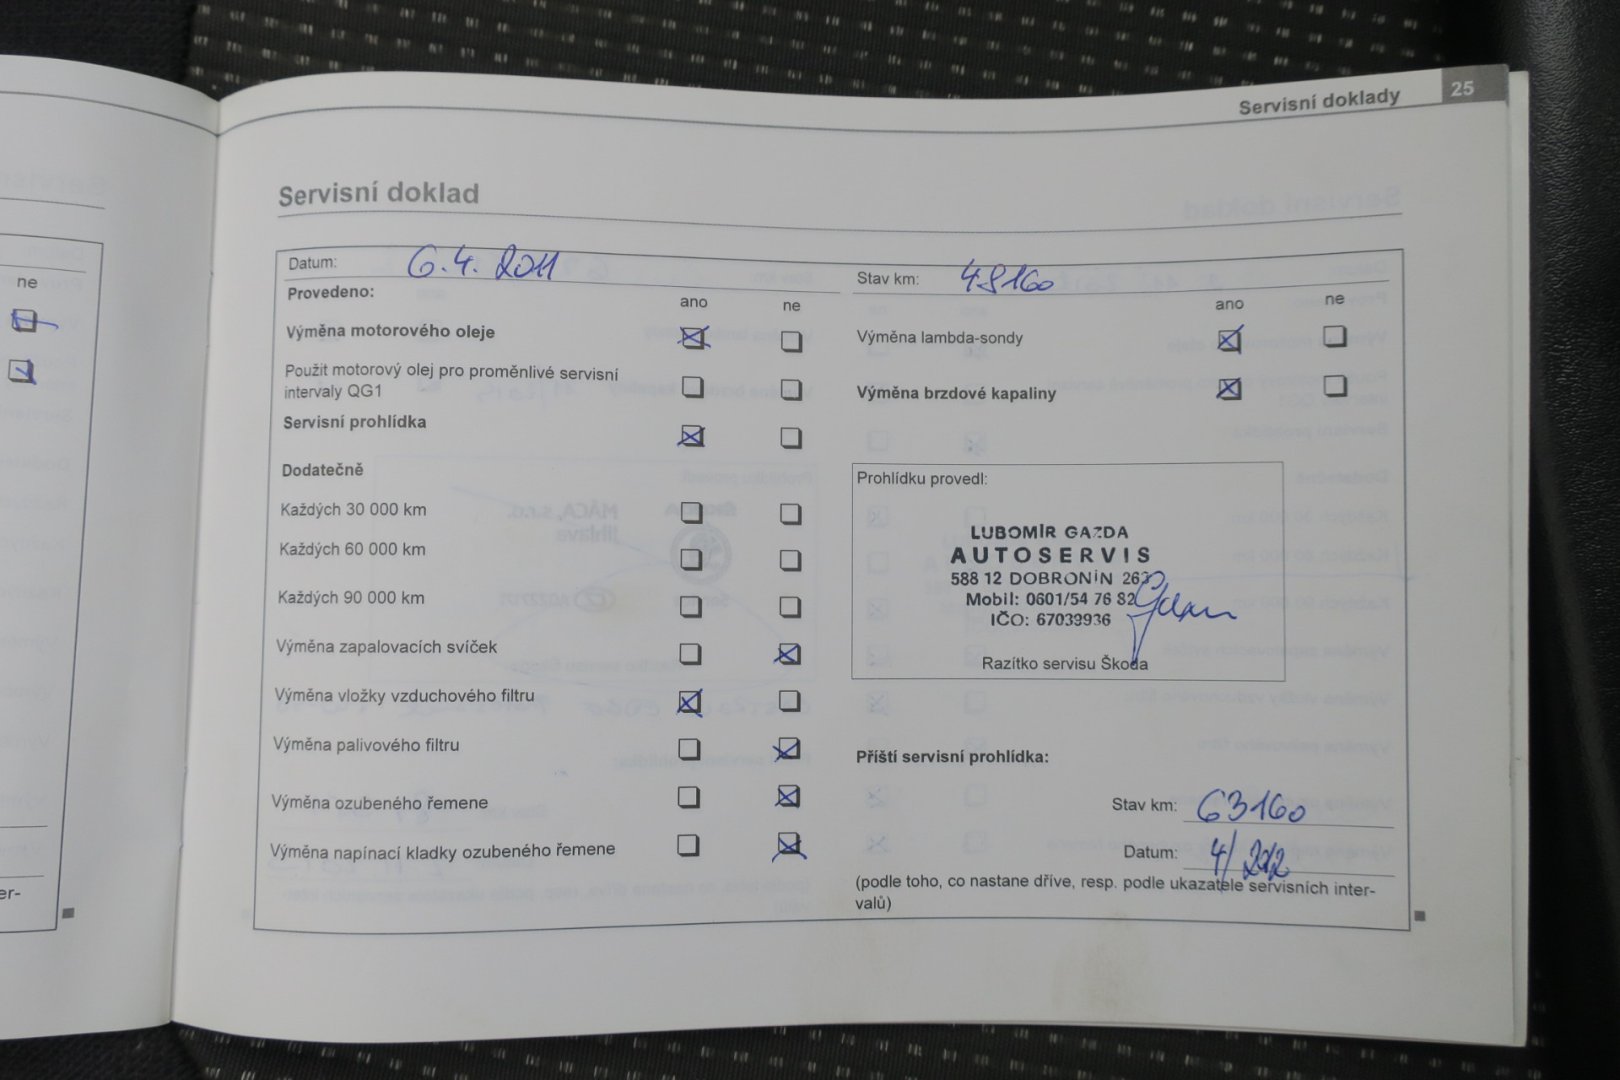 Servisní doklady 25
ne
Servisní doklad
Datum: 6.4.2011
Stav km: 48160
Provedeno:
ano ne
ano ne
Výměna motorového oleje
Použit motorový olej pro proměnlivé servisní
intervaly QG1
Servisní prohlídka
Dodatečně
Každých 30 000 km
Každých 60 000 km
Každých 90 000 km
Výměna zapalovacích svíček
Výměna vložky vzduchového filtru
Výměna palivového filtru
Výměna ozubeného řemene
Výměna napínací kladky ozubeného řemene
Výměna lambda-sondy
Výměna brzdové kapaliny
Prohlídku provedl:
LUBOMÍR GAZDA
AUTOSERVIS
588 12 DOBRONÍN 263
Mobil: 0601/54 76 82
IČO: 67039936
Razítko servisu Škoda
Příští servisní prohlídka:
Stav km: 63160
Datum: 4/2012
(podle toho, co nastane dříve, resp. podle ukazatele servisních inter-
valů)
er-